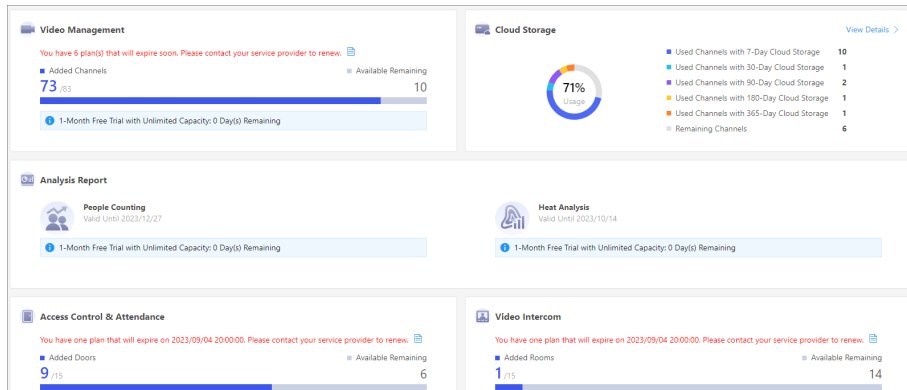 Video Management
You have 6 plan(s) that will expire soon. Please contact your service provider to renew.
Added Channels
Available Remaining
73 /83
10
1-Month Free Trial with Unlimited Capacity: 0 Day(s) Remaining
Cloud Storage
View Details
71%
Usage
Used Channels with 7-Day Cloud Storage 10
Used Channels with 30-Day Cloud Storage 1
Used Channels with 90-Day Cloud Storage 2
Used Channels with 180-Day Cloud Storage 1
Used Channels with 365-Day Cloud Storage 1
Remaining Channels 6
Analysis Report
People Counting
Valid Until 2023/12/27
1-Month Free Trial with Unlimited Capacity: 0 Day(s) Remaining
Heat Analysis
Valid Until 2023/10/14
1-Month Free Trial with Unlimited Capacity: 0 Day(s) Remaining
Access Control & Attendance
You have one plan that will expire on 2023/09/04 20:00:00. Please contact your service provider to renew.
Added Doors
Available Remaining
9 /15
6
Video Intercom
You have one plan that will expire on 2023/09/04 20:00:00. Please contact your service provider to renew.
Added Rooms
Available Remaining
1 /15
14